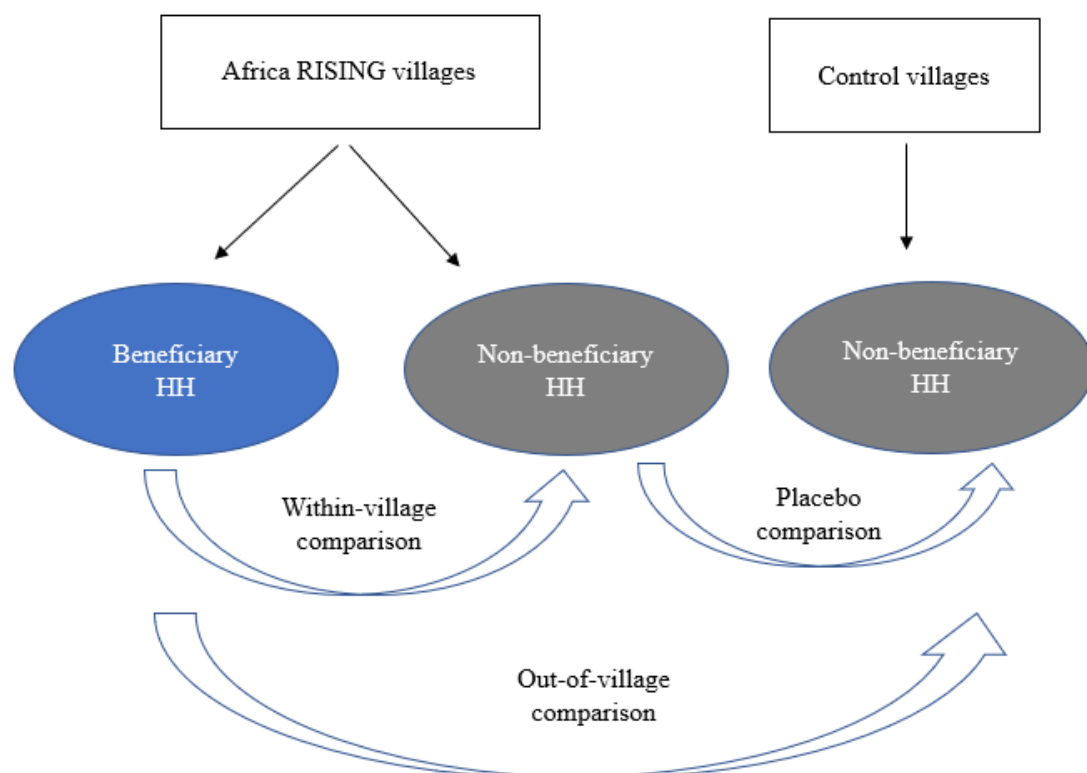 Africa RISING villages
Control villages
Beneficiary
HH
Non-beneficiary
HH
Non-beneficiary
HH
Within-village
comparison
Placebo
comparison
Out-of-village
comparison